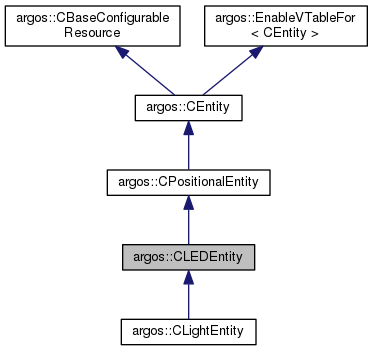 argos::CBaseConfigurable
Resource
argos::EnableVTableFor
< CEntity >
argos::CEntity
argos::CPositionalEntity
argos::CLEDEntity
argos::CLightEntity